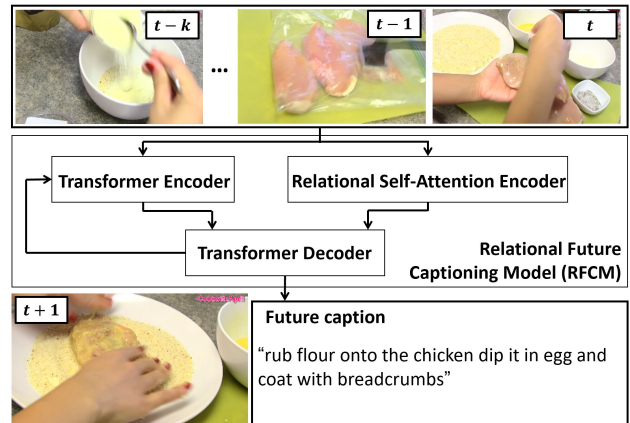 t − k
...
t − 1
t
Transformer Encoder
Relational Self-Attention Encoder
Transformer Decoder
Relational Future
Captioning Model (RFCM)
t + 1
Future caption
“rub flour onto the chicken dip it in egg and
coat with breadcrumbs”